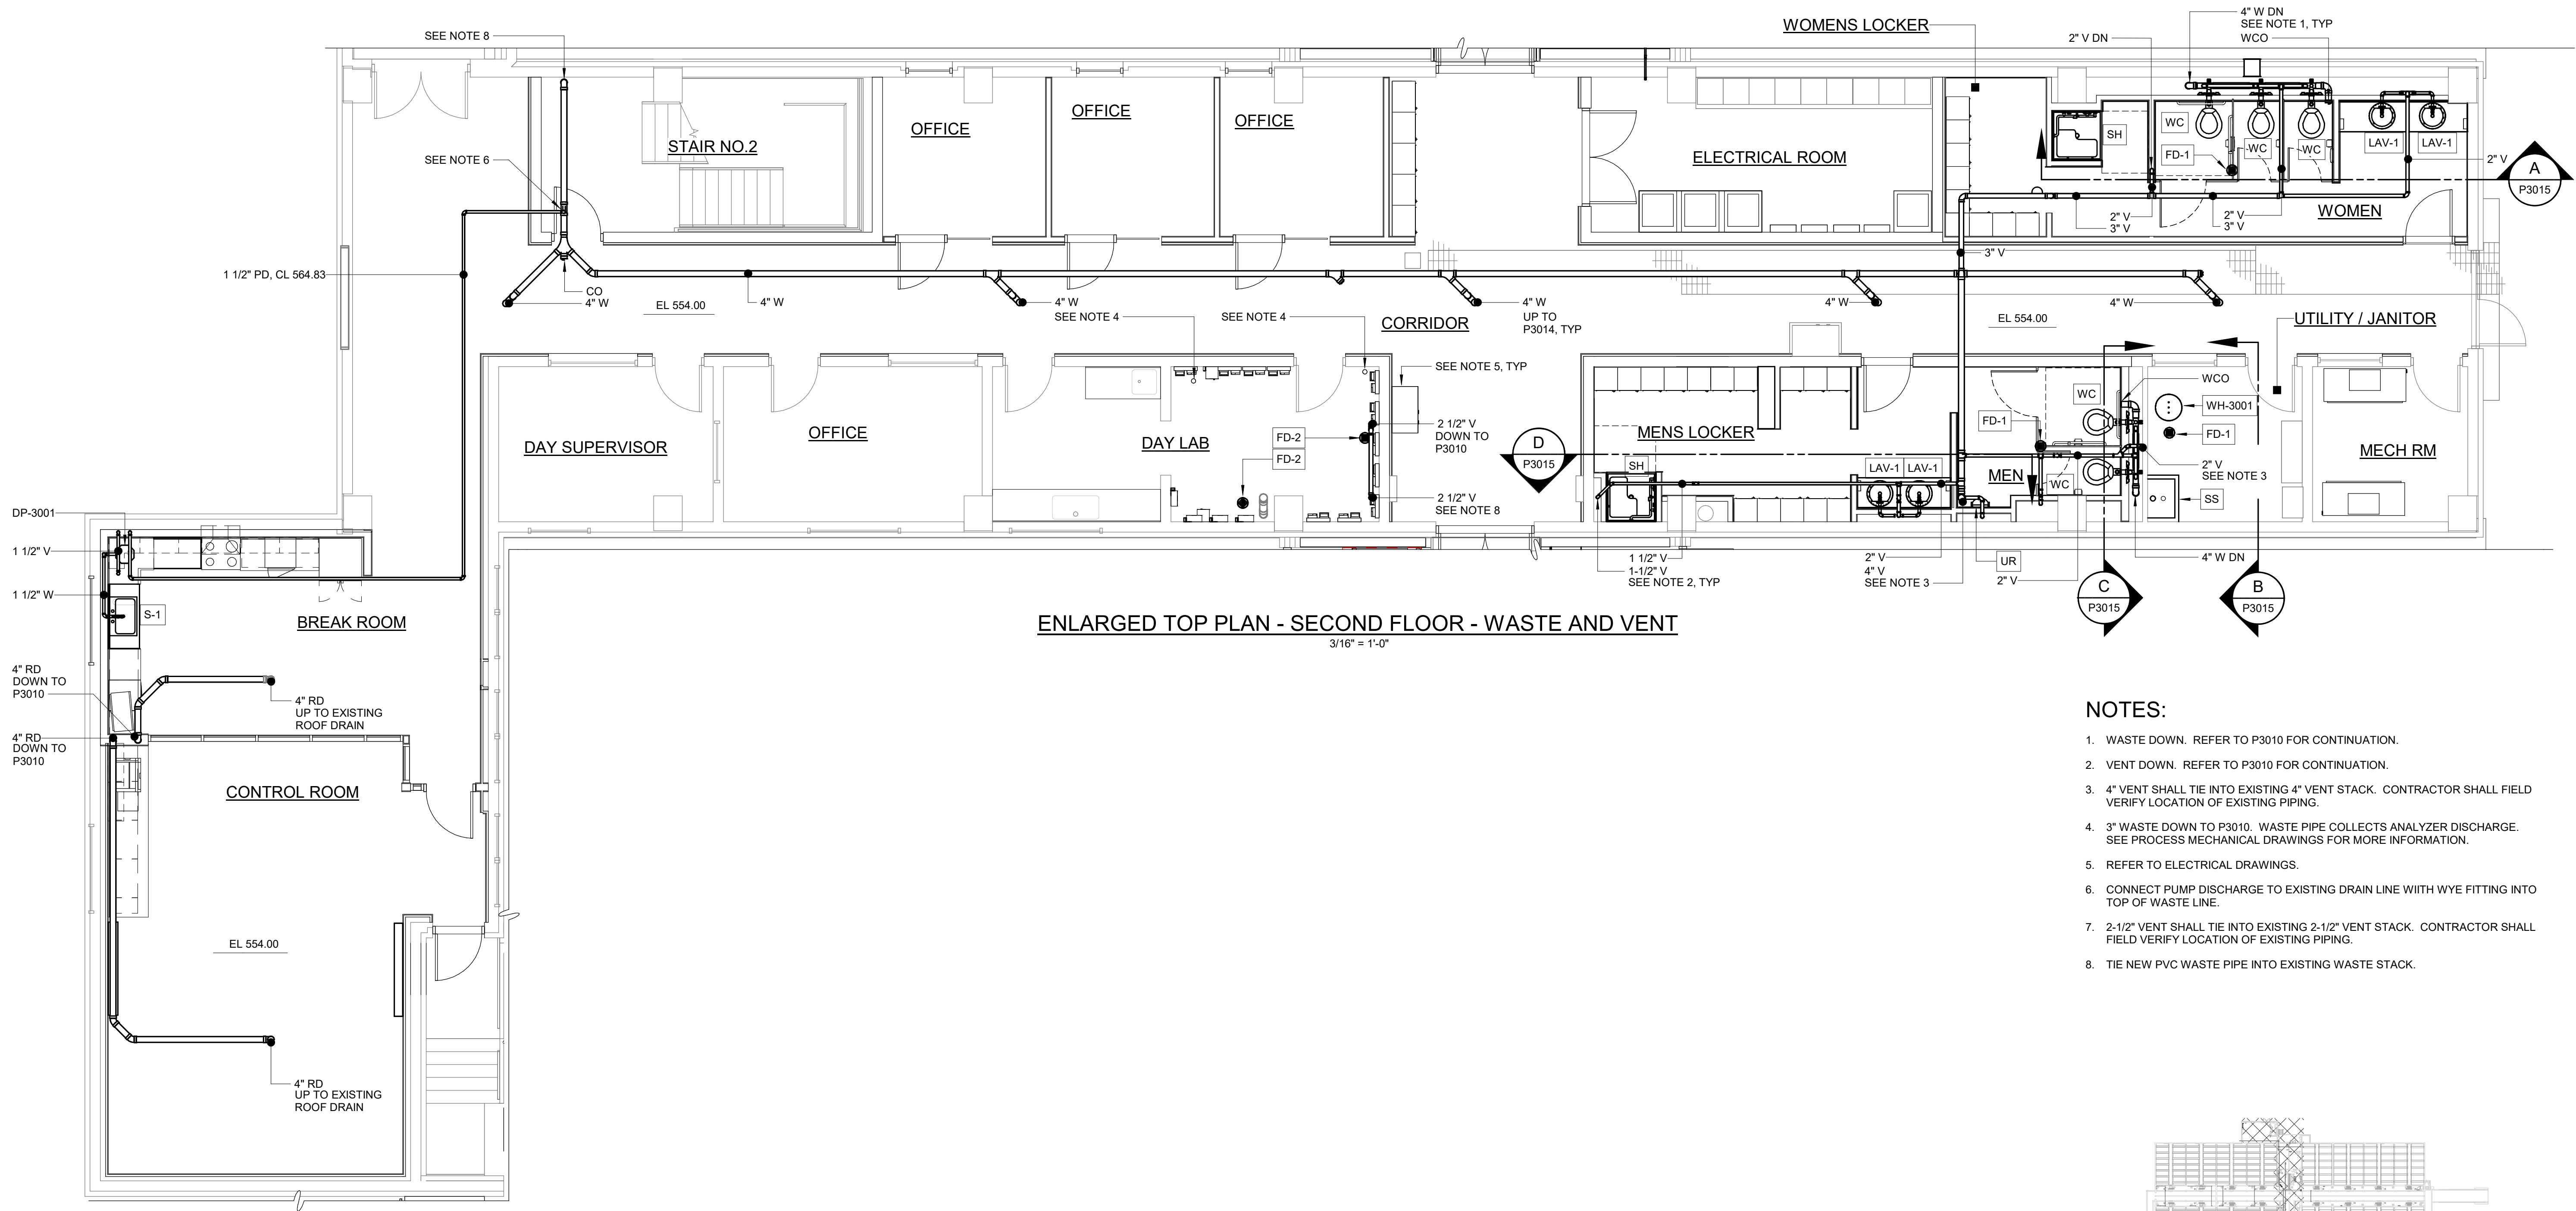 WOMENS LOCKER
4" W DN
SEE NOTE 1, TYP
WCO
2" V DN
SEE NOTE 8
STAIR NO.2
OFFICE
OFFICE
OFFICE
ELECTRICAL ROOM
SH
WC
FD-1
WC
WC
LAV-1
LAV-1
2" V
A
P3015
SEE NOTE 6
2" V
3" V
2" V
3" V
WOMEN
1 1/2" PD, CL 564.83
3" V
CO
4" W
EL 554.00
4" W
4" W
SEE NOTE 4
SEE NOTE 4
CORRIDOR
4" W
UP TO
P3014, TYP
4" W
4" W
EL 554.00
UTILITY / JANITOR
DAY SUPERVISOR
OFFICE
DAY LAB
FD-2
FD-2
SEE NOTE 5, TYP
2 1/2" V
DOWN TO
P3010
2 1/2" V
SEE NOTE 8
D
P3015
MENS LOCKER
SH
LAV-1
LAV-1
FD-1
WC
MEN
WC
WCO
WH-3001
FD-1
2" V
SEE NOTE 3
SS
MECH RM
DP-3001
1 1/2" V
1 1/2" W
S-1
BREAK ROOM
1 1/2" V
1-1/2" V
SEE NOTE 2, TYP
2" V
4" V
SEE NOTE 3
UR
2" V
4" W DN
C
P3015
B
P3015
ENLARGED TOP PLAN - SECOND FLOOR - WASTE AND VENT
3/16" = 1'-0"
4" RD
DOWN TO
P3010
4" RD
UP TO EXISTING
ROOF DRAIN
4" RD
DOWN TO
P3010
CONTROL ROOM
EL 554.00
4" RD
UP TO EXISTING
ROOF DRAIN
NOTES:
1. WASTE DOWN. REFER TO P3010 FOR CONTINUATION.
2. VENT DOWN. REFER TO P3010 FOR CONTINUATION.
3. 4" VENT SHALL TIE INTO EXISTING 4" VENT STACK. CONTRACTOR SHALL FIELD
VERIFY LOCATION OF EXISTING PIPING.
4. 3" WASTE DOWN TO P3010. WASTE PIPE COLLECTS ANALYZER DISCHARGE.
SEE PROCESS MECHANICAL DRAWINGS FOR MORE INFORMATION.
5. REFER TO ELECTRICAL DRAWINGS.
6. CONNECT PUMP DISCHARGE TO EXISTING DRAIN LINE WIITH WYE FITTING INTO
TOP OF WASTE LINE.
7. 2-1/2" VENT SHALL TIE INTO EXISTING 2-1/2" VENT STACK. CONTRACTOR SHALL
FIELD VERIFY LOCATION OF EXISTING PIPING.
8. TIE NEW PVC WASTE PIPE INTO EXISTING WASTE STACK.